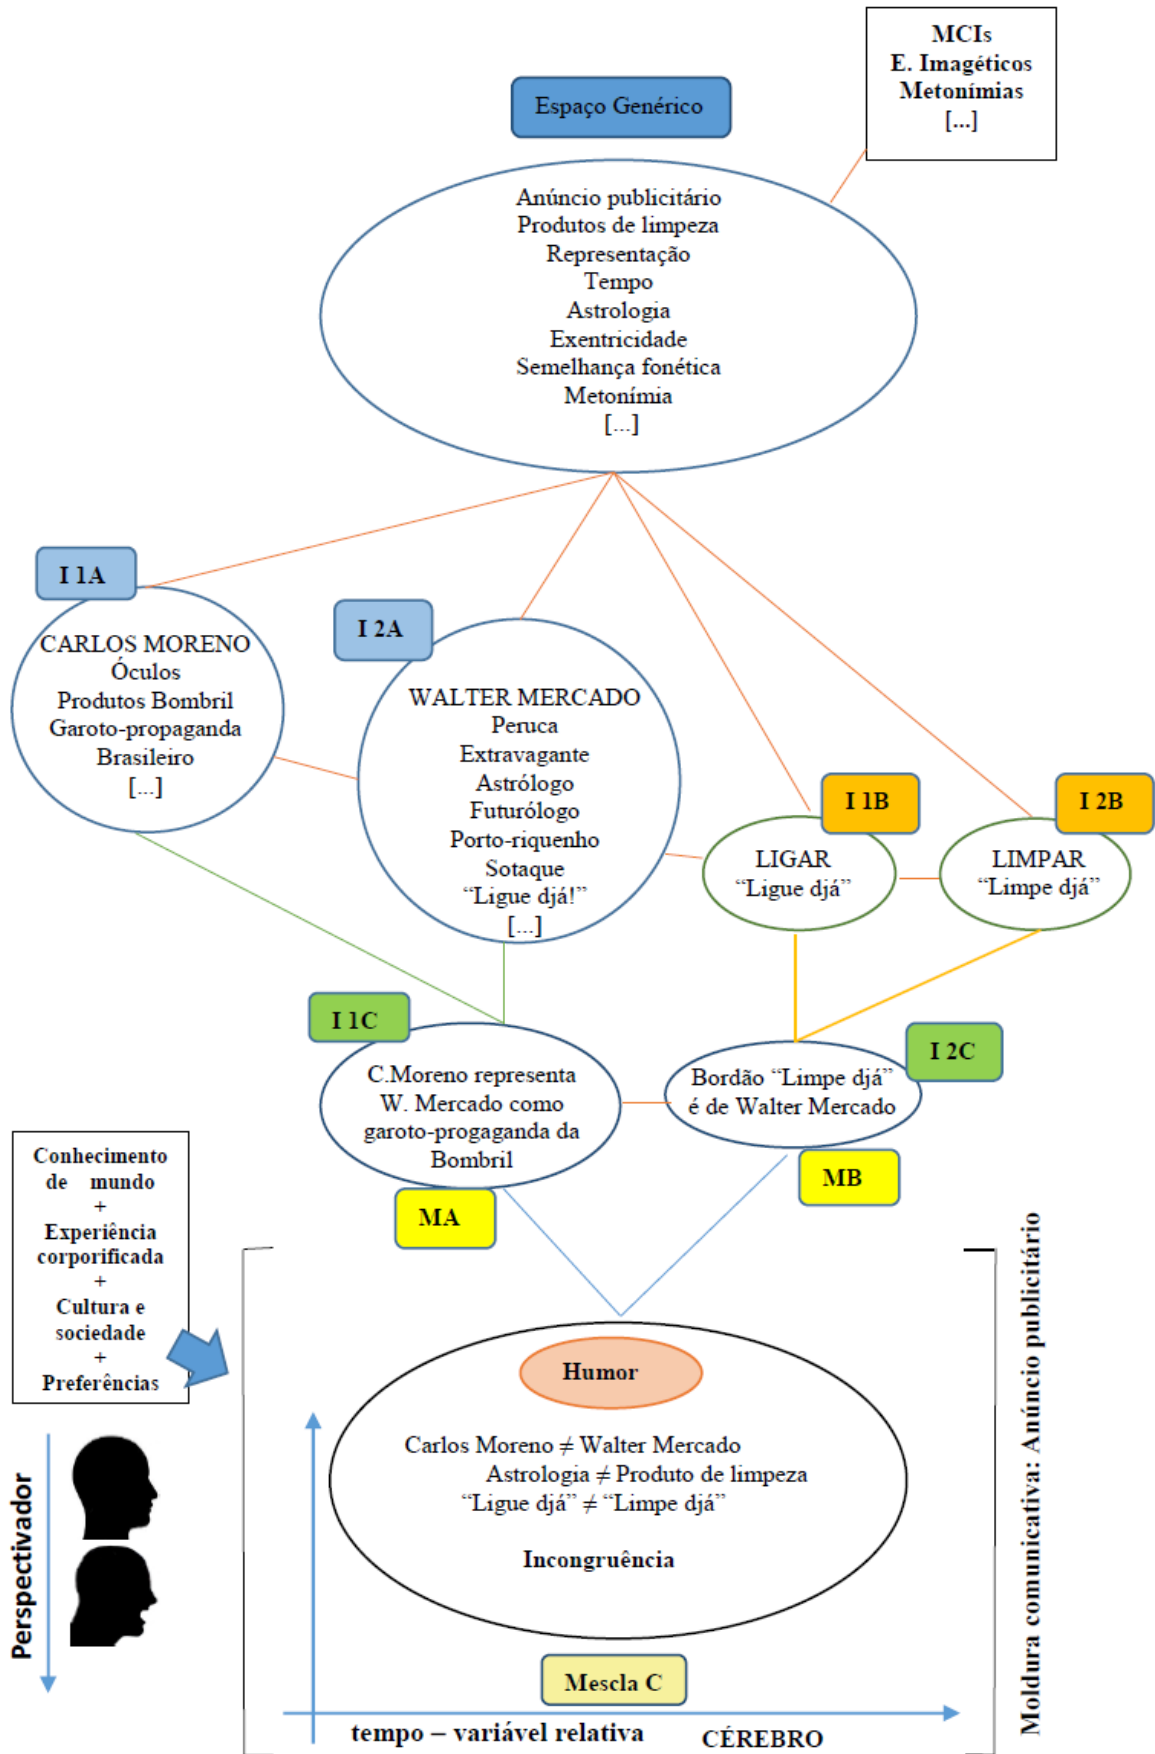 MCIs
E. Imagéticos
Metonímias
[...]
Espaço Genérico
Anúncio publicitário
Produtos de limpeza
Representação
Tempo
Astrologia
Exentricidade
Semelhança fonética
Metonímia
[...]
I 1A
CARLOS MORENO
Óculos
Produtos Bombril
Garoto-propaganda
Brasileiro
[...]
I 2A
WALTER MERCADO
Peruca
Extravagante
Astrólogo
Futurólogo
Porto-riquenho
Sotaque
“Ligue djá!”
[...]
I 1B
LIGAR
“Ligue djá”
I 2B
LIMPAR
“Limpe djá”
I 1C
C.Moreno representa
W. Mercado como
garoto-progaganda da
Bombril
MA
I 2C
Bordão “Limpe djá”
é de Walter Mercado
MB
Conhecimento
de mundo
+
Experiência
corporificada
+
Cultura e
sociedade
+
Preferências
Perspectivador
Humor
Carlos Moreno ≠ Walter Mercado
Astrologia ≠ Produto de limpeza
“Ligue djá” ≠ “Limpe djá”
Incongruência
Mescla C
tempo – variável relativa
CÉREBRO
Moldura comunicativa: Anúncio publicitário